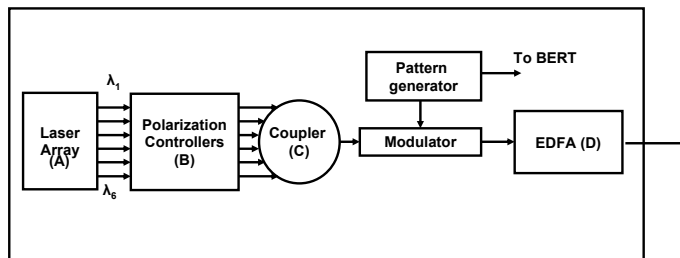 λ1
Laser
Array
(A)
λ6
Polarization
Controllers
(B)
Coupler
(C)
Pattern
generator
To BERT
Modulator
EDFA (D)